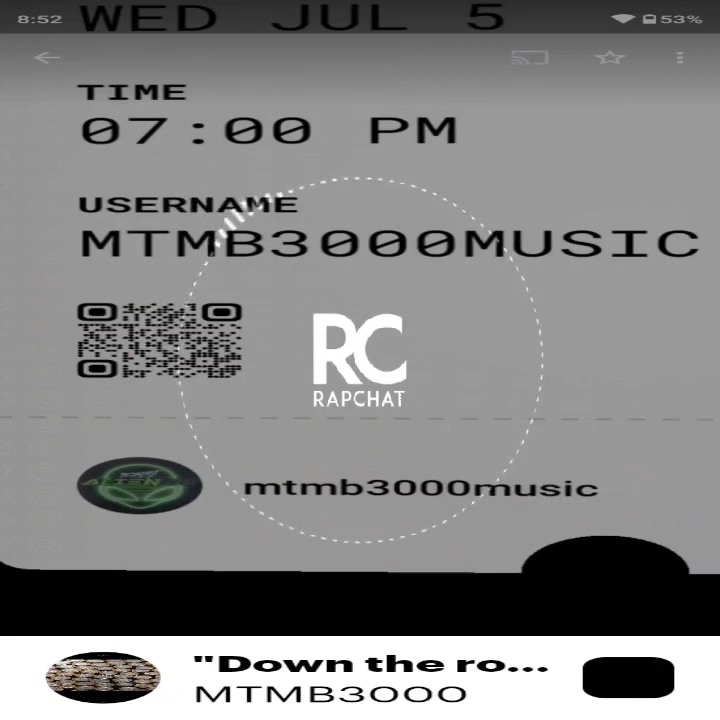 8:52
53%
WED JUL 5
TIME
07:00 PM
USERNAME
MTMB3000MUSIC
RC
RAPCHAT
ALIEN
mtmb3000music
"Down the ro...
MTMB3000